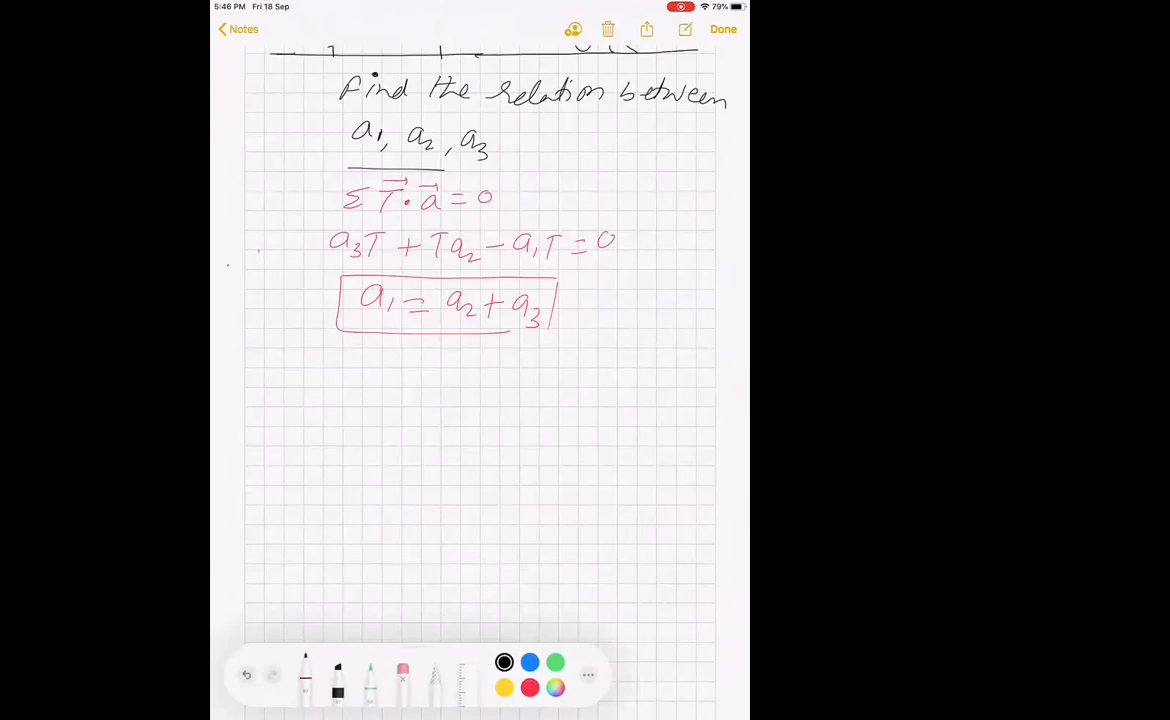 5:46 PM Fri 18 Sep 79%
Notes Done
Find the relation between
a₁, a₂, a₃
Σ T⃗ · a⃗ = 0
a₃T + Ta₂ - a₁T = 0
a₁ = a₂ + a₃